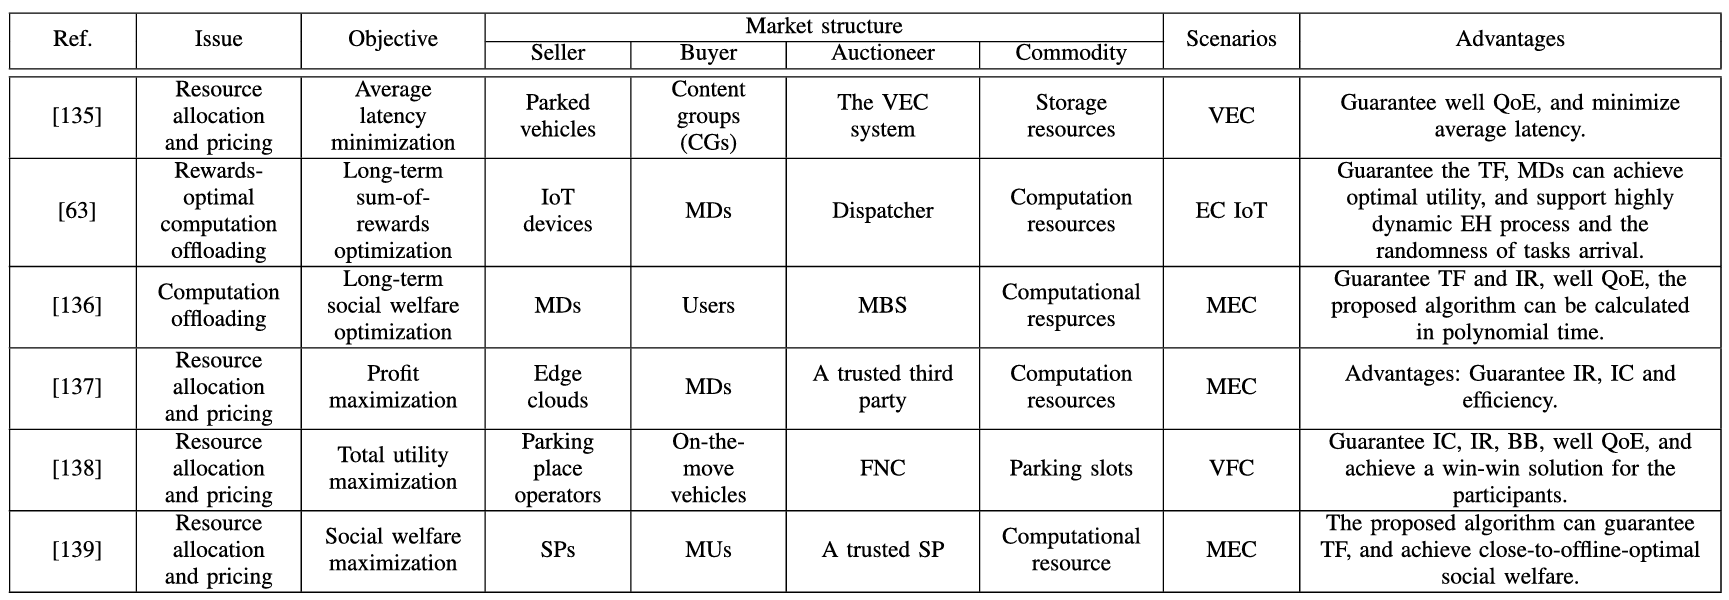 Ref.
Issue
Objective
Market structure
Seller
Buyer
Auctioneer
Commodity
Scenarios
Advantages
[135]
Resource
allocation
and pricing
Average
latency
minimization
Parked
vehicles
Content
groups
(CGs)
The VEC
system
Storage
resources
VEC
Guarantee well QoE, and minimize
average latency.
[63]
Rewards-
optimal
computation
offloading
Long-term
sum-of-
rewards
optimization
IoT
devices
MDs
Dispatcher
Computation
resources
EC IoT
Guarantee the TF, MDs can achieve
optimal utility, and support highly
dynamic EH process and the
randomness of tasks arrival.
[136]
Computation
offloading
Long-term
social welfare
optimization
MDs
Users
MBS
Computational
respurces
MEC
Guarantee TF and IR, well QoE, the
proposed algorithm can be calculated
in polynomial time.
[137]
Resource
allocation
and pricing
Profit
maximization
Edge
clouds
MDs
A trusted third
party
Computation
resources
MEC
Advantages: Guarantee IR, IC and
efficiency.
[138]
Resource
allocation
and pricing
Total utility
maximization
Parking
place
operators
On-the-
move
vehicles
FNC
Parking slots
VFC
Guarantee IC, IR, BB, well QoE, and
achieve a win-win solution for the
participants.
[139]
Resource
allocation
and pricing
Social welfare
maximization
SPs
MUs
A trusted SP
Computational
resource
MEC
The proposed algorithm can guarantee
TF, and achieve close-to-offline-optimal
social welfare.